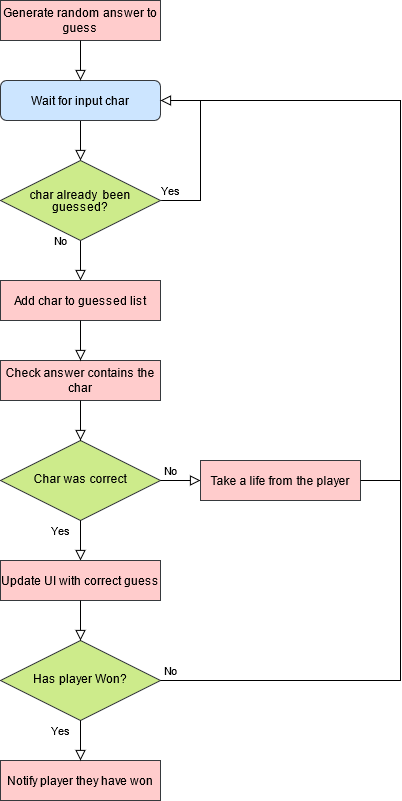 Generate random answer to
guess
Wait for input char
char already been
guessed?
Yes
No
Add char to guessed list
Check answer contains the
char
Char was correct
No
Take a life from the player
Yes
Update UI with correct guess
Has player Won?
No
Yes
Notify player they have won